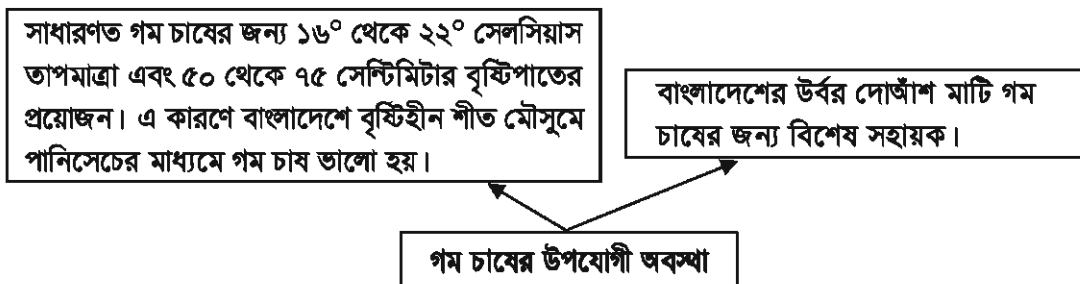 সাধারণত গম চাষের জন্য ১৬° থেকে ২২° সেলসিয়াস
তাপমাত্রা এবং ৫০ থেকে ৭৫ সেন্টিমিটার বৃষ্টিপাতের
প্রয়োজন। এ কারণে বাংলাদেশে বৃষ্টিহীন শীত মৌসুমে
পানিসেচের মাধ্যমে গম চাষ ভালো হয়।
বাংলাদেশের উর্বর দোআঁশ মাটি গম
চাষের জন্য বিশেষ সহায়ক।
গম চাষের উপযোগী অবস্থা